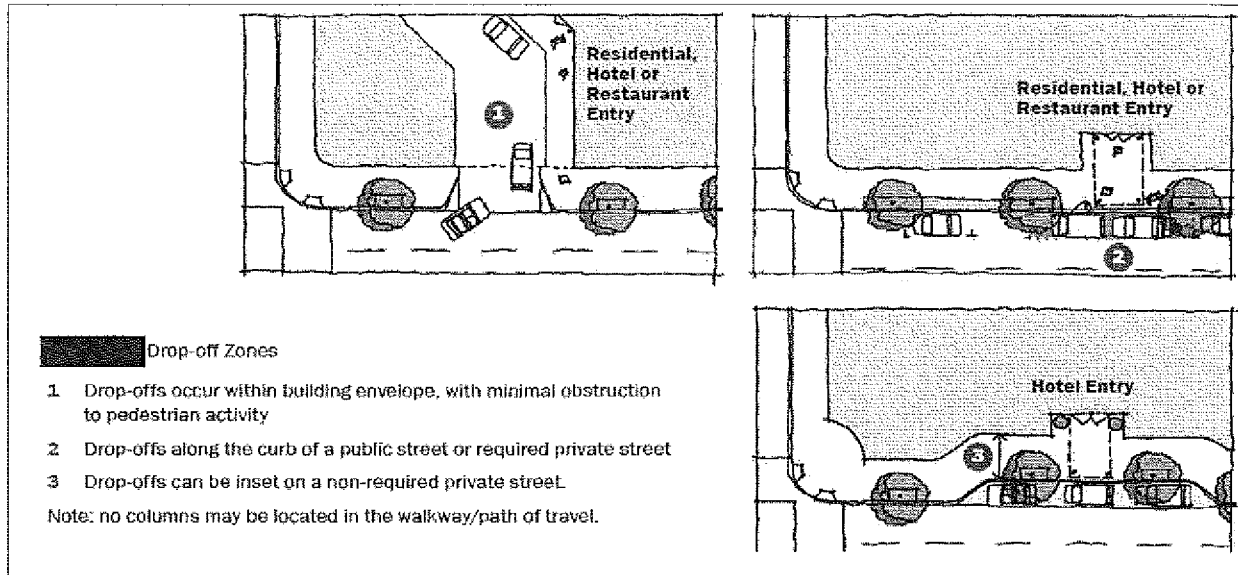 Residential,
Hotel or
Restaurant
Entry
1
Residential, Hotel or
Restaurant Entry
2
Drop-off Zones
1 Drop-offs occur within building envelope, with minimal obstruction
to pedestrian activity
2 Drop-offs along the curb of a public street or required private street
3 Drop-offs can be inset on a non-required private street.
Note: no columns may be located in the walkway/path of travel.
Hotel Entry
3